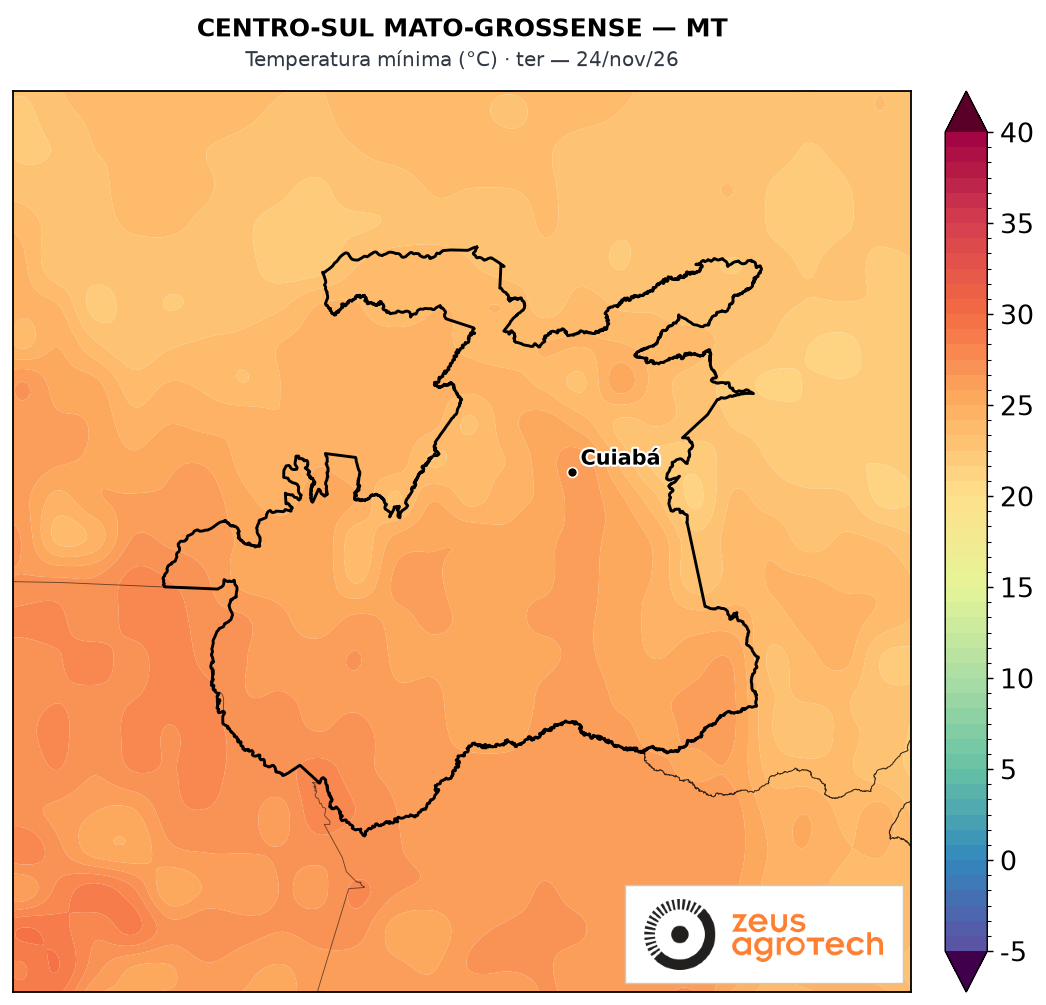 CENTRO-SUL MATO-GROSSENSE — MT
Temperatura mínima (°C) · ter — 24/nov/26
Cuiabá
40
35
30
25
20
15
10
5
0
-5
zeus
agrotech